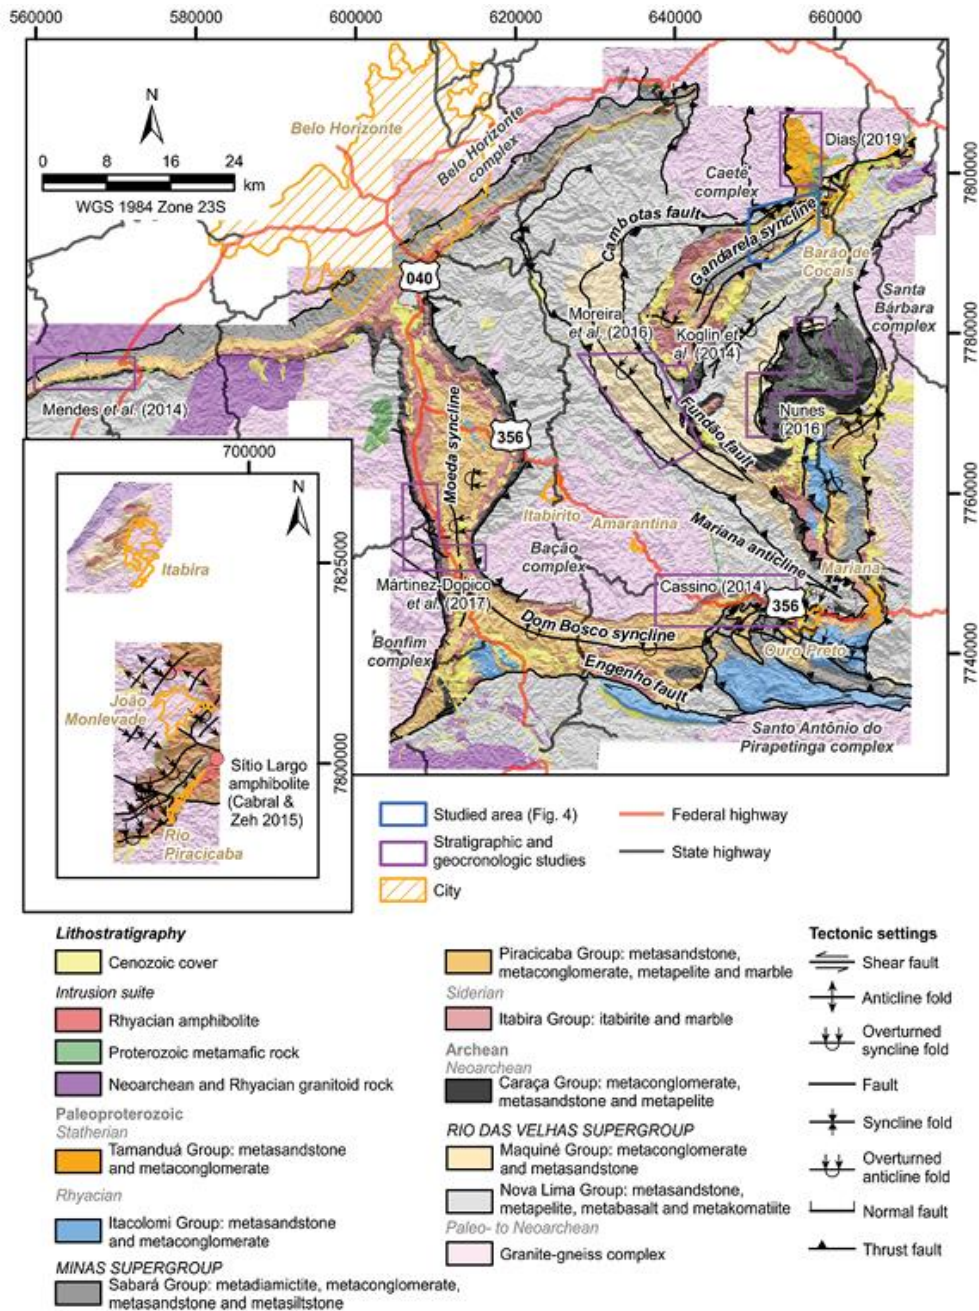 560000 600000 620000 640000 660000
N
0 8 16 24
km
WGS 1984 Zone 23S
Belo Horizonte
Belo Horizonte
complex
Caeté
complex
Dias (2019)
7800000
Cambotas fault
Gandarela syncline
Barão de
Cocais
Santa
Bárbara
complex
040
Moreira
et al. (2016)
Koglin et
al. (2014)
7780000
Mendes et al. (2014)
Nunes
(2016)
Moeda syncline
356
Fundão fault
7760000
Itabirito
Amarantina
Mariana anticline
Bação
complex
Mariana
Mártinez-Dopico
et al. (2017)
Cassino (2014)
356
Dom Bosco syncline
Ouro Preto
7740000
Bonfim
complex
Engenho fault
Santo Antônio do
Pirapetinga complex
700000
N
Itabira
7825000
João
Monlevade
Sítio Largo
amphibolite
(Cabral &
Zeh 2015)
7800000
Rio
Piracicaba
Studied area (Fig. 4)
Stratigraphic and
geocronologic studies
City
Federal highway
State highway
Lithostratigraphy
Cenozoic cover
Intrusion suite
Rhyacian amphibolite
Proterozoic metamafic rock
Neoarchean and Rhyacian granitoid rock
Paleoproterozoic
Statherian
Tamanduá Group: metasandstone
and metaconglomerate
Rhyacian
Itacolomi Group: metasandstone
and metaconglomerate
MINAS SUPERGROUP
Sabará Group: metadiamictite, metaconglomerate,
metasandstone and metasiltstone
Piracicaba Group: metasandstone,
metaconglomerate, metapelite and marble
Siderian
Itabira Group: itabirite and marble
Archean
Neoarchean
Caraça Group: metaconglomerate,
metasandstone and metapelite
RIO DAS VELHAS SUPERGROUP
Maquiné Group: metaconglomerate
and metasandstone
Nova Lima Group: metasandstone,
metapelite, metabasalt and metakomatiite
Paleo- to Neoarchean
Granite-gneiss complex
Tectonic settings
Shear fault
Anticline fold
Overturned
syncline fold
Fault
Syncline fold
Overturned
anticline fold
Normal fault
Thrust fault